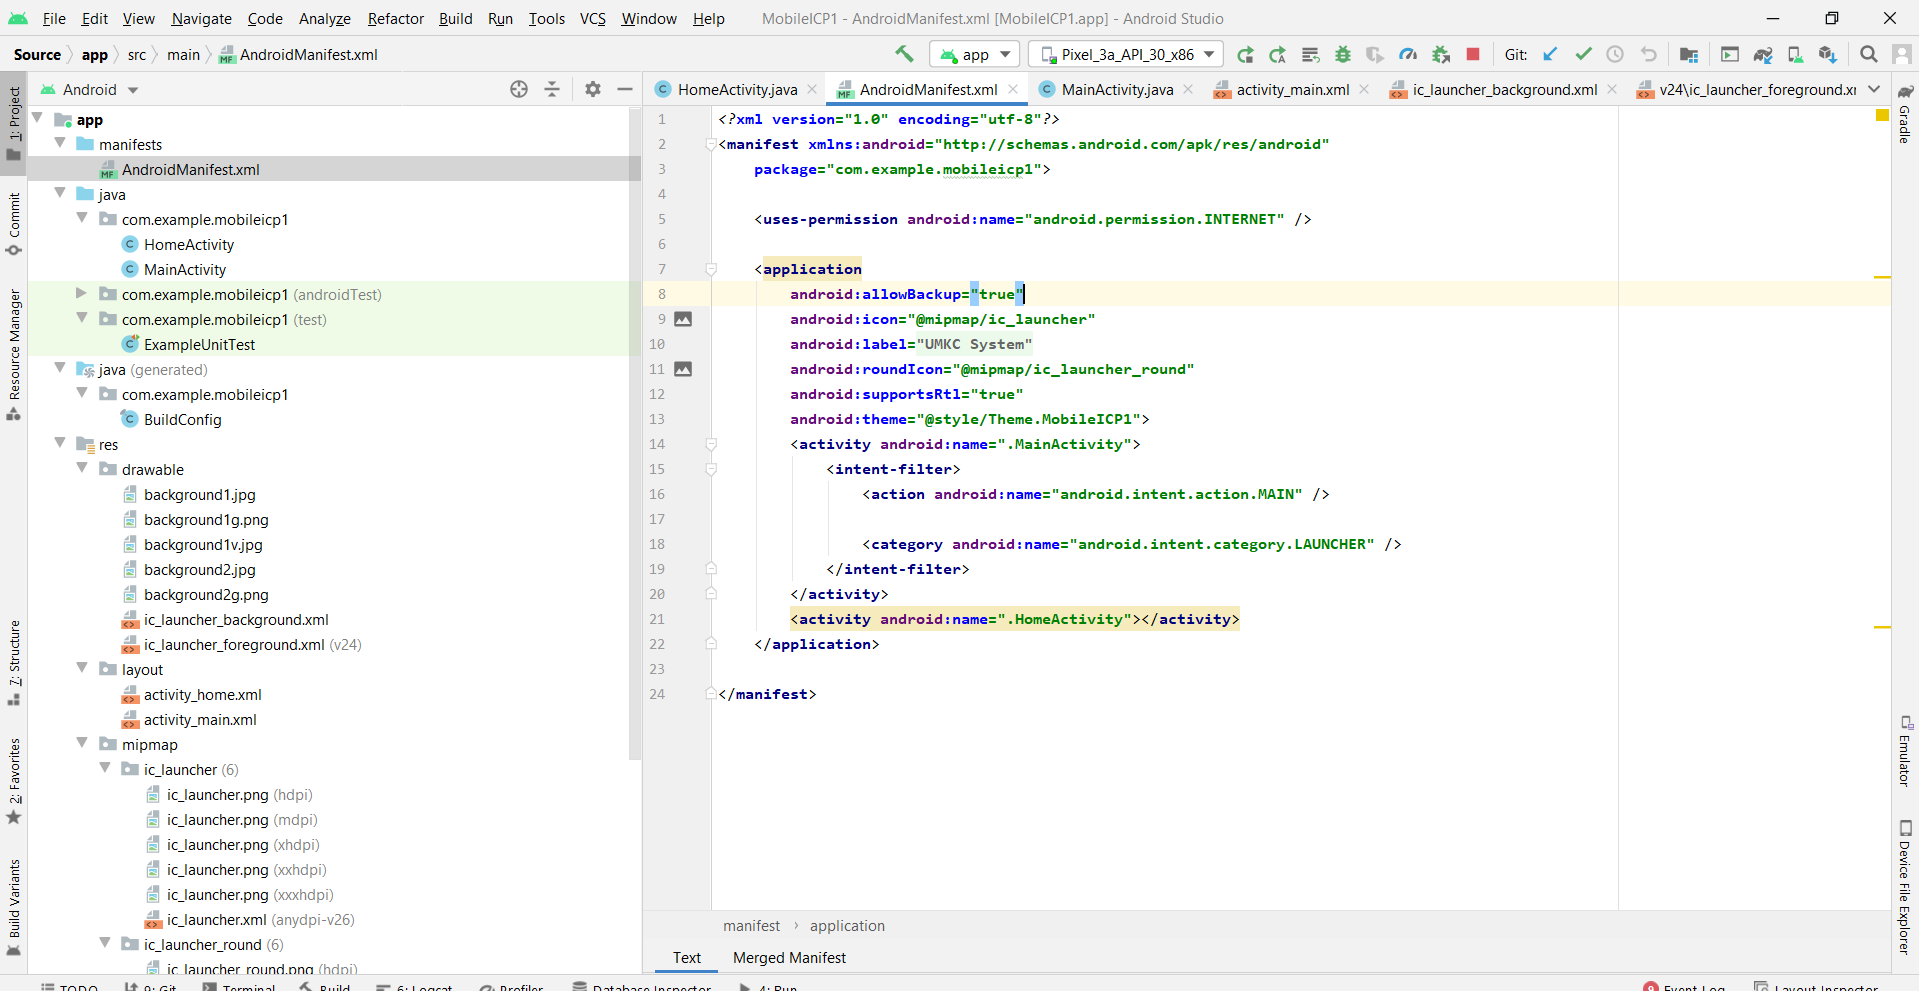 File Edit View Navigate Code Analyze Refactor Build Run Tools VCS Window Help MobileICP1 - AndroidManifest.xml [MobileICP1.app] - Android Studio
Source app src main AndroidManifest.xml app Pixel_3a_API_30_x86 Git:
Android
HomeActivity.java AndroidManifest.xml MainActivity.java activity_main.xml ic_launcher_background.xml v24\ic_launcher_foreground.xr
1: Project
Commit
Resource Manager
7: Structure
2: Favorites
Build Variants
app
manifests
AndroidManifest.xml
java
com.example.mobileicp1
HomeActivity
MainActivity
com.example.mobileicp1 (androidTest)
com.example.mobileicp1 (test)
ExampleUnitTest
java (generated)
com.example.mobileicp1
BuildConfig
res
drawable
background1.jpg
background1g.png
background1v.jpg
background2.jpg
background2g.png
ic_launcher_background.xml
ic_launcher_foreground.xml (v24)
layout
activity_home.xml
activity_main.xml
mipmap
ic_launcher (6)
ic_launcher.png (hdpi)
ic_launcher.png (mdpi)
ic_launcher.png (xhdpi)
ic_launcher.png (xxhdpi)
ic_launcher.png (xxxhdpi)
ic_launcher.xml (anydpi-v26)
ic_launcher_round (6)
ic_launcher_round.png (hdpi)
1 <?xml version="1.0" encoding="utf-8"?>
2 <manifest xmlns:android="http://schemas.android.com/apk/res/android"
3 package="com.example.mobileicp1">
4
5 <uses-permission android:name="android.permission.INTERNET" />
6
7 <application
8 android:allowBackup="true"
9 android:icon="@mipmap/ic_launcher"
10 android:label="UMKC System"
11 android:roundIcon="@mipmap/ic_launcher_round"
12 android:supportsRtl="true"
13 android:theme="@style/Theme.MobileICP1">
14 <activity android:name=".MainActivity">
15 <intent-filter>
16 <action android:name="android.intent.action.MAIN" />
17
18 <category android:name="android.intent.category.LAUNCHER" />
19 </intent-filter>
20 </activity>
21 <activity android:name=".HomeActivity"></activity>
22 </application>
23
24 </manifest>
manifest application
Text Merged Manifest
Gradle
Emulator
Device File Explorer
TODO 9: Git Terminal Build 6: Logcat Profiler Database Inspector 4: Run Event Log Layout Inspector